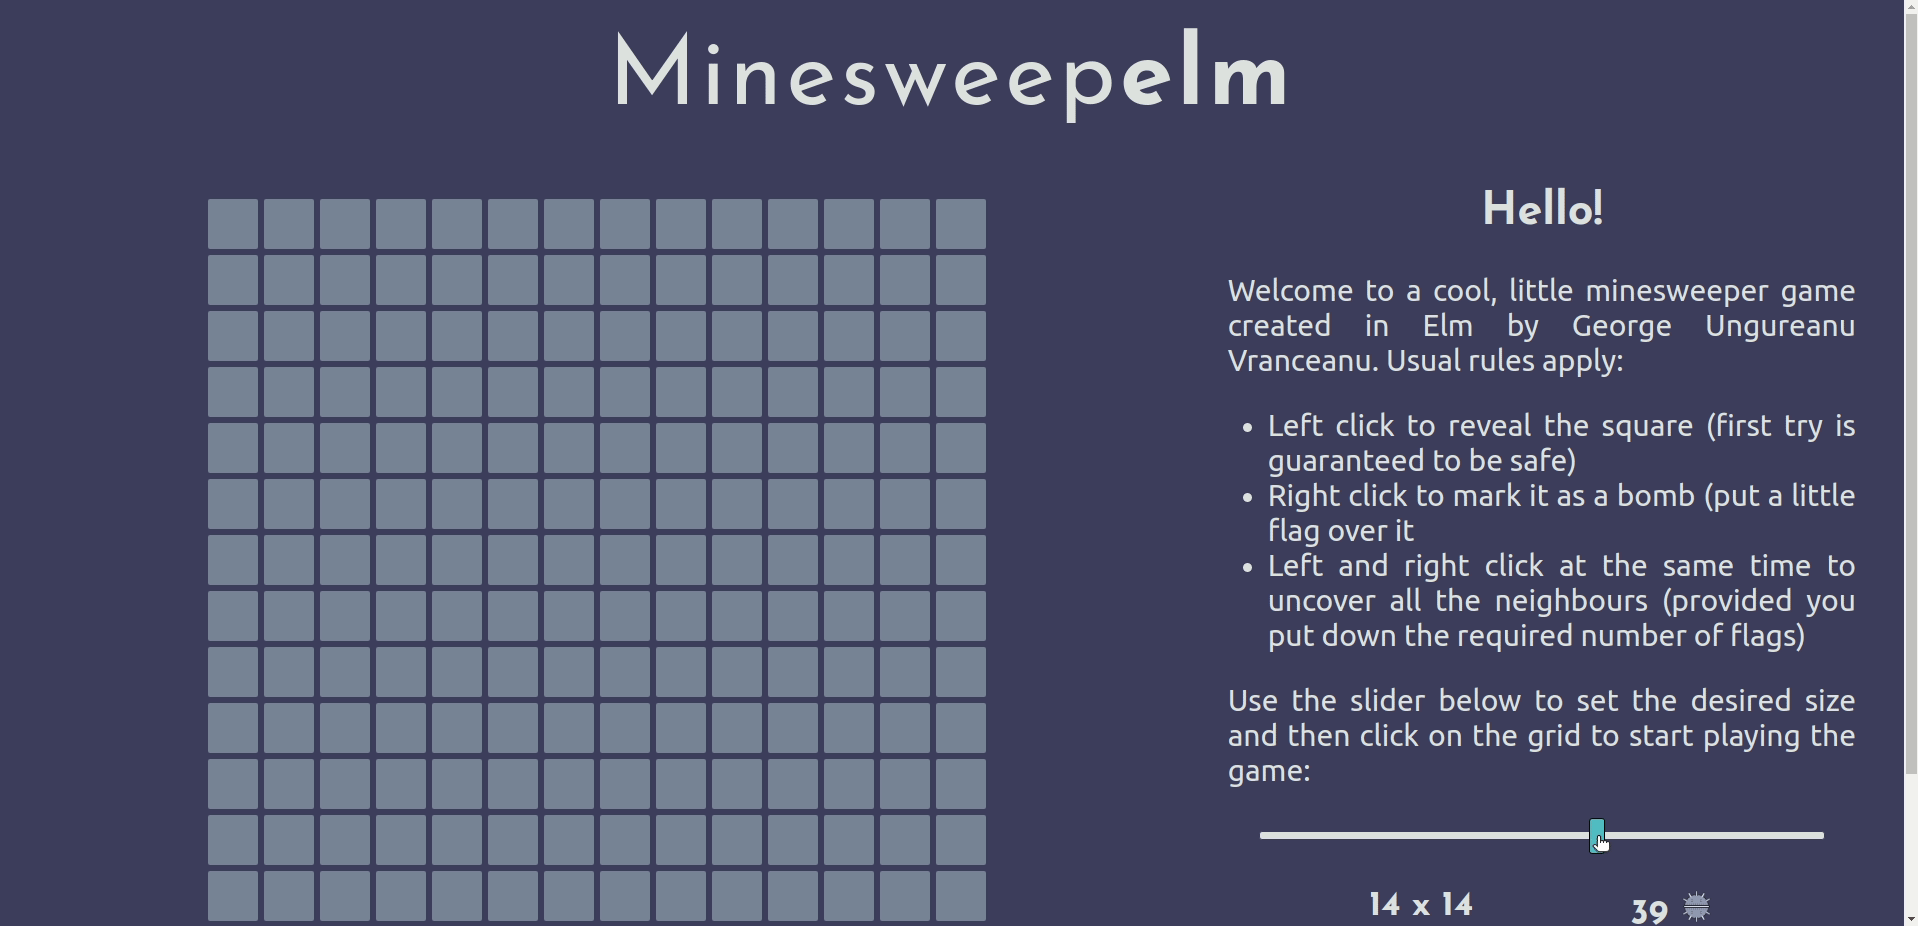 Minesweepelm
Hello!
Welcome to a cool, little minesweeper game
created in Elm by George Ungureanu
Vranceanu. Usual rules apply:
• Left click to reveal the square (first try is
guaranteed to be safe)
• Right click to mark it as a bomb (put a little
flag over it
• Left and right click at the same time to
uncover all the neighbours (provided you
put down the required number of flags)
Use the slider below to set the desired size
and then click on the grid to start playing the
game:
14 x 14 39